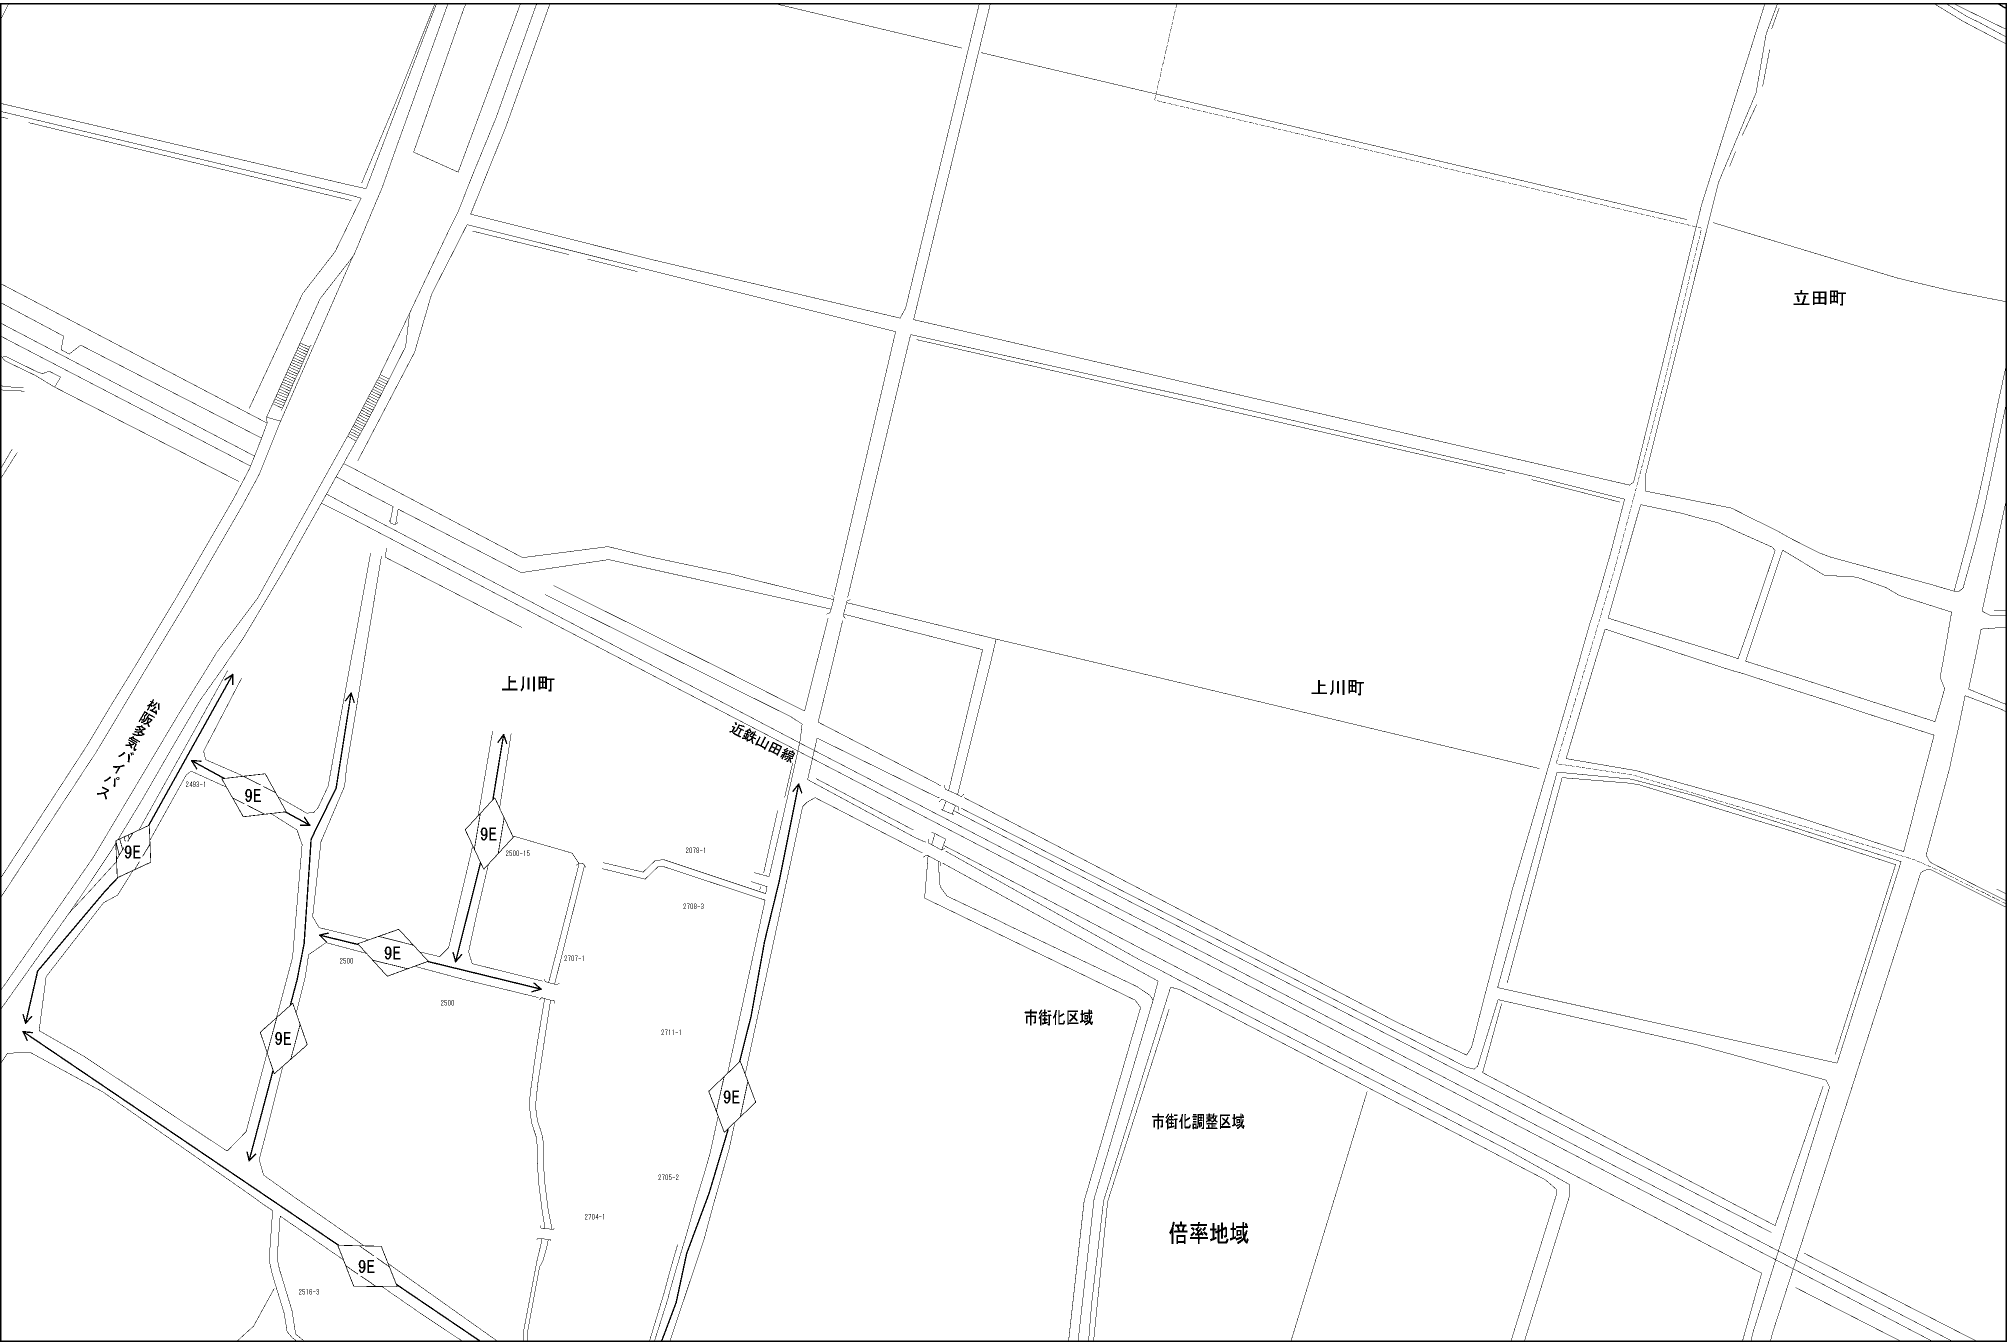 立田町
上川町
上川町
松阪多気バイパス
近鉄山田線
2493-1
9E
9E
9E
2500-15
2078-1
2708-3
9E
2500
2707-1
2500
市街化区域
2711-1
9E
9E
市街化調整区域
2705-2
2704-1
倍率地域
9E
2516-3